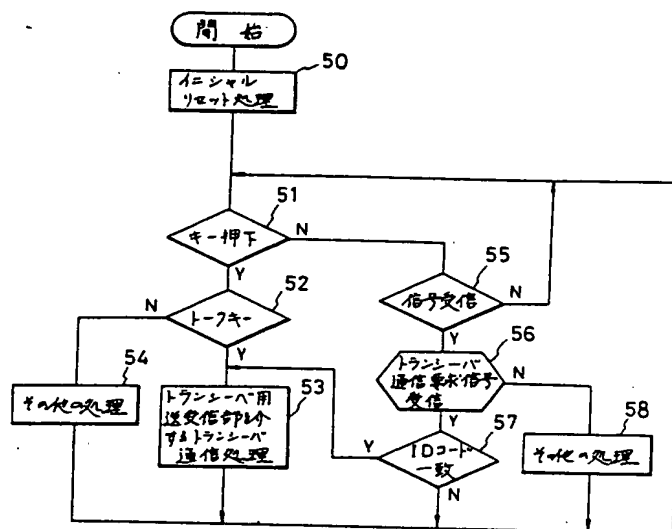 開始
50
イニシャル
リセット処理
51
キー押下
N
Y
52
N
トークキー
Y
55
信号受信
N
Y
56
トランシーバ
通信要求信号
受信
N
Y
54
その他の処理
53
トランシーバ用
送受信部を介
するトランシーバ
通信処理
57
Y
IDコード
一致
N
58
その他の処理